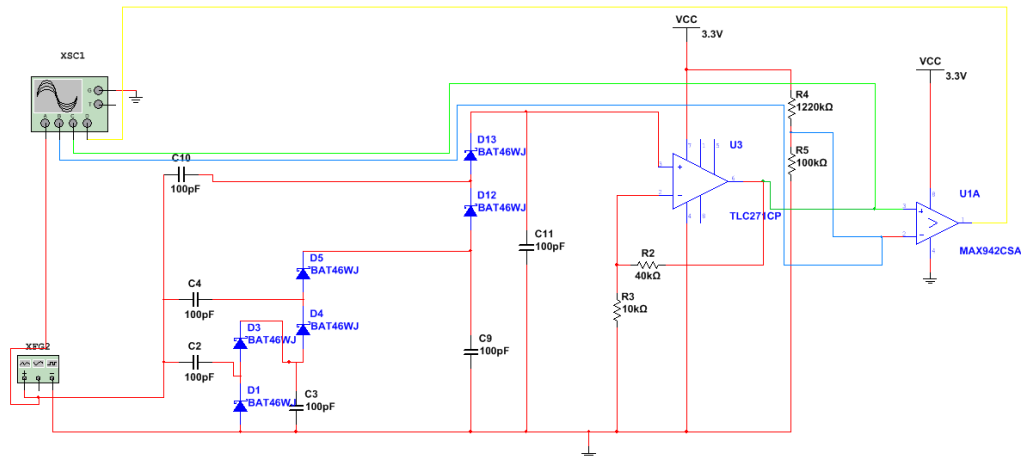 XSC1
G
T
A B C D
VCC
3.3V
VCC
3.3V
R4
1220kΩ
R5
100kΩ
D13
BAT46WJ
U3
TLC271CP
C10
100pF
D12
BAT46WJ
U1A
MAX942CSA
C11
100pF
D5
BAT46WJ
R2
40kΩ
C4
100pF
D4
BAT46WJ
R3
10kΩ
D3
BAT46WJ
XFG2
C2
100pF
C9
100pF
D1
BAT46WJ
C3
100pF